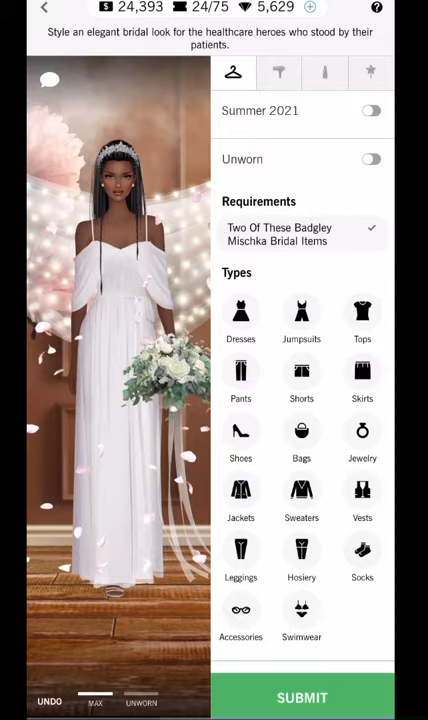 24,393 24/75 5,629
Style an elegant bridal look for the healthcare heroes who stood by their
patients.
Summer 2021
Unworn
Requirements
Two Of These Badgley
Mischka Bridal Items
Types
Dresses Jumpsuits Tops
Pants Shorts Skirts
Shoes Bags Jewelry
Jackets Sweaters Vests
Leggings Hosiery Socks
Accessories Swimwear
UNDO MAX UNWORN
SUBMIT